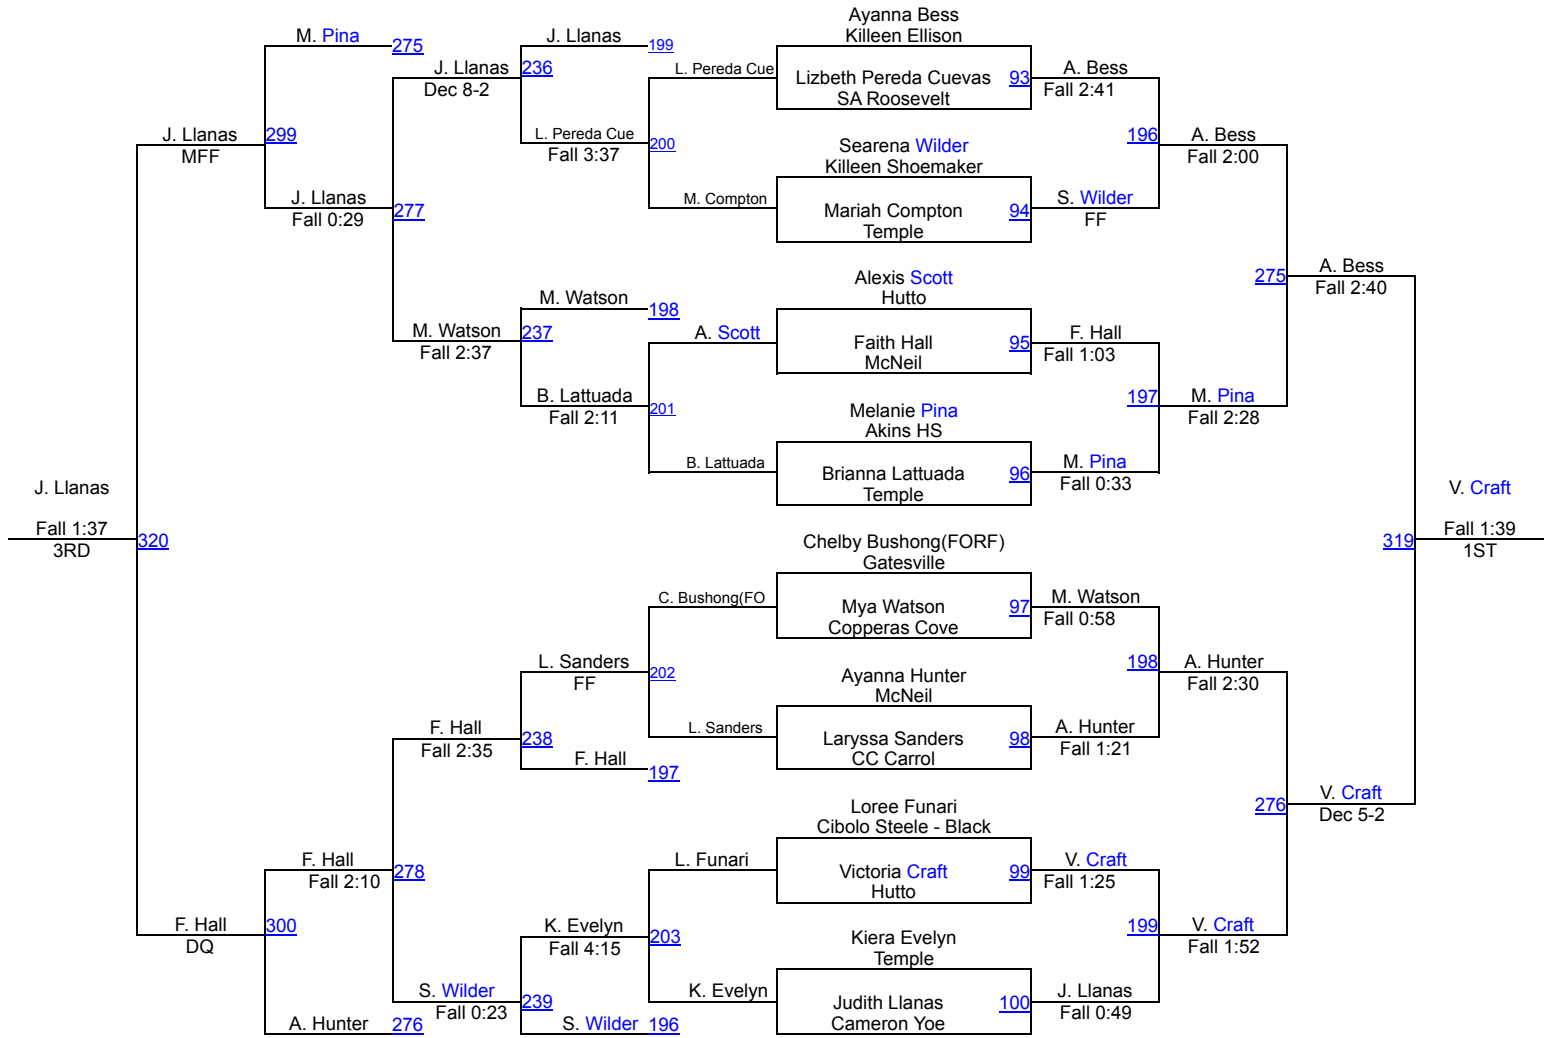 Ayanna Bess
M. Pina
275
J. Llanas
199
Killeen Ellison
J. Llanas
236
L. Pereda Cue
A. Bess
Dec 8-2
Lizbeth Pereda Cuevas
93
Fall 2:41
SA Roosevelt
J. Llanas
299
L. Pereda Cue
200
Searena Wilder
196
A. Bess
MFF
Fall 3:37
Killeen Shoemaker
Fall 2:00
J. Llanas
277
M. Compton
Mariah Compton
94
S. Wilder
Fall 0:29
Temple
FF
Alexis Scott
275
A. Bess
M. Watson
198
Hutto
Fall 2:40
M. Watson
237
A. Scott
Faith Hall
95
F. Hall
Fall 2:37
McNeil
Fall 1:03
B. Lattuada
201
Melanie Pina
197
M. Pina
Fall 2:11
Akins HS
Fall 2:28
B. Lattuada
Brianna Lattuada
96
M. Pina
Temple
Fall 0:33
J. Llanas
V. Craft
Fall 1:37
320
Chelby Bushong(FORF)
319
Fall 1:39
3RD
Gatesville
1ST
C. Bushong(FO
Mya Watson
97
M. Watson
Copperas Cove
Fall 0:58
L. Sanders
202
Ayanna Hunter
198
A. Hunter
FF
McNeil
Fall 2:30
F. Hall
238
L. Sanders
Laryssa Sanders
98
A. Hunter
Fall 2:35
CC Carrol
Fall 1:21
F. Hall
197
Loree Funari
276
V. Craft
Cibolo Steele - Black
Dec 5-2
F. Hall
278
L. Funari
Victoria Craft
99
V. Craft
Fall 2:10
Hutto
Fall 1:25
F. Hall
300
K. Evelyn
203
Kiera Evelyn
199
V. Craft
DQ
Fall 4:15
Temple
Fall 1:52
S. Wilder
239
K. Evelyn
Judith Llanas
100
J. Llanas
Fall 0:23
Cameron Yoe
Fall 0:49
A. Hunter
276
S. Wilder
196